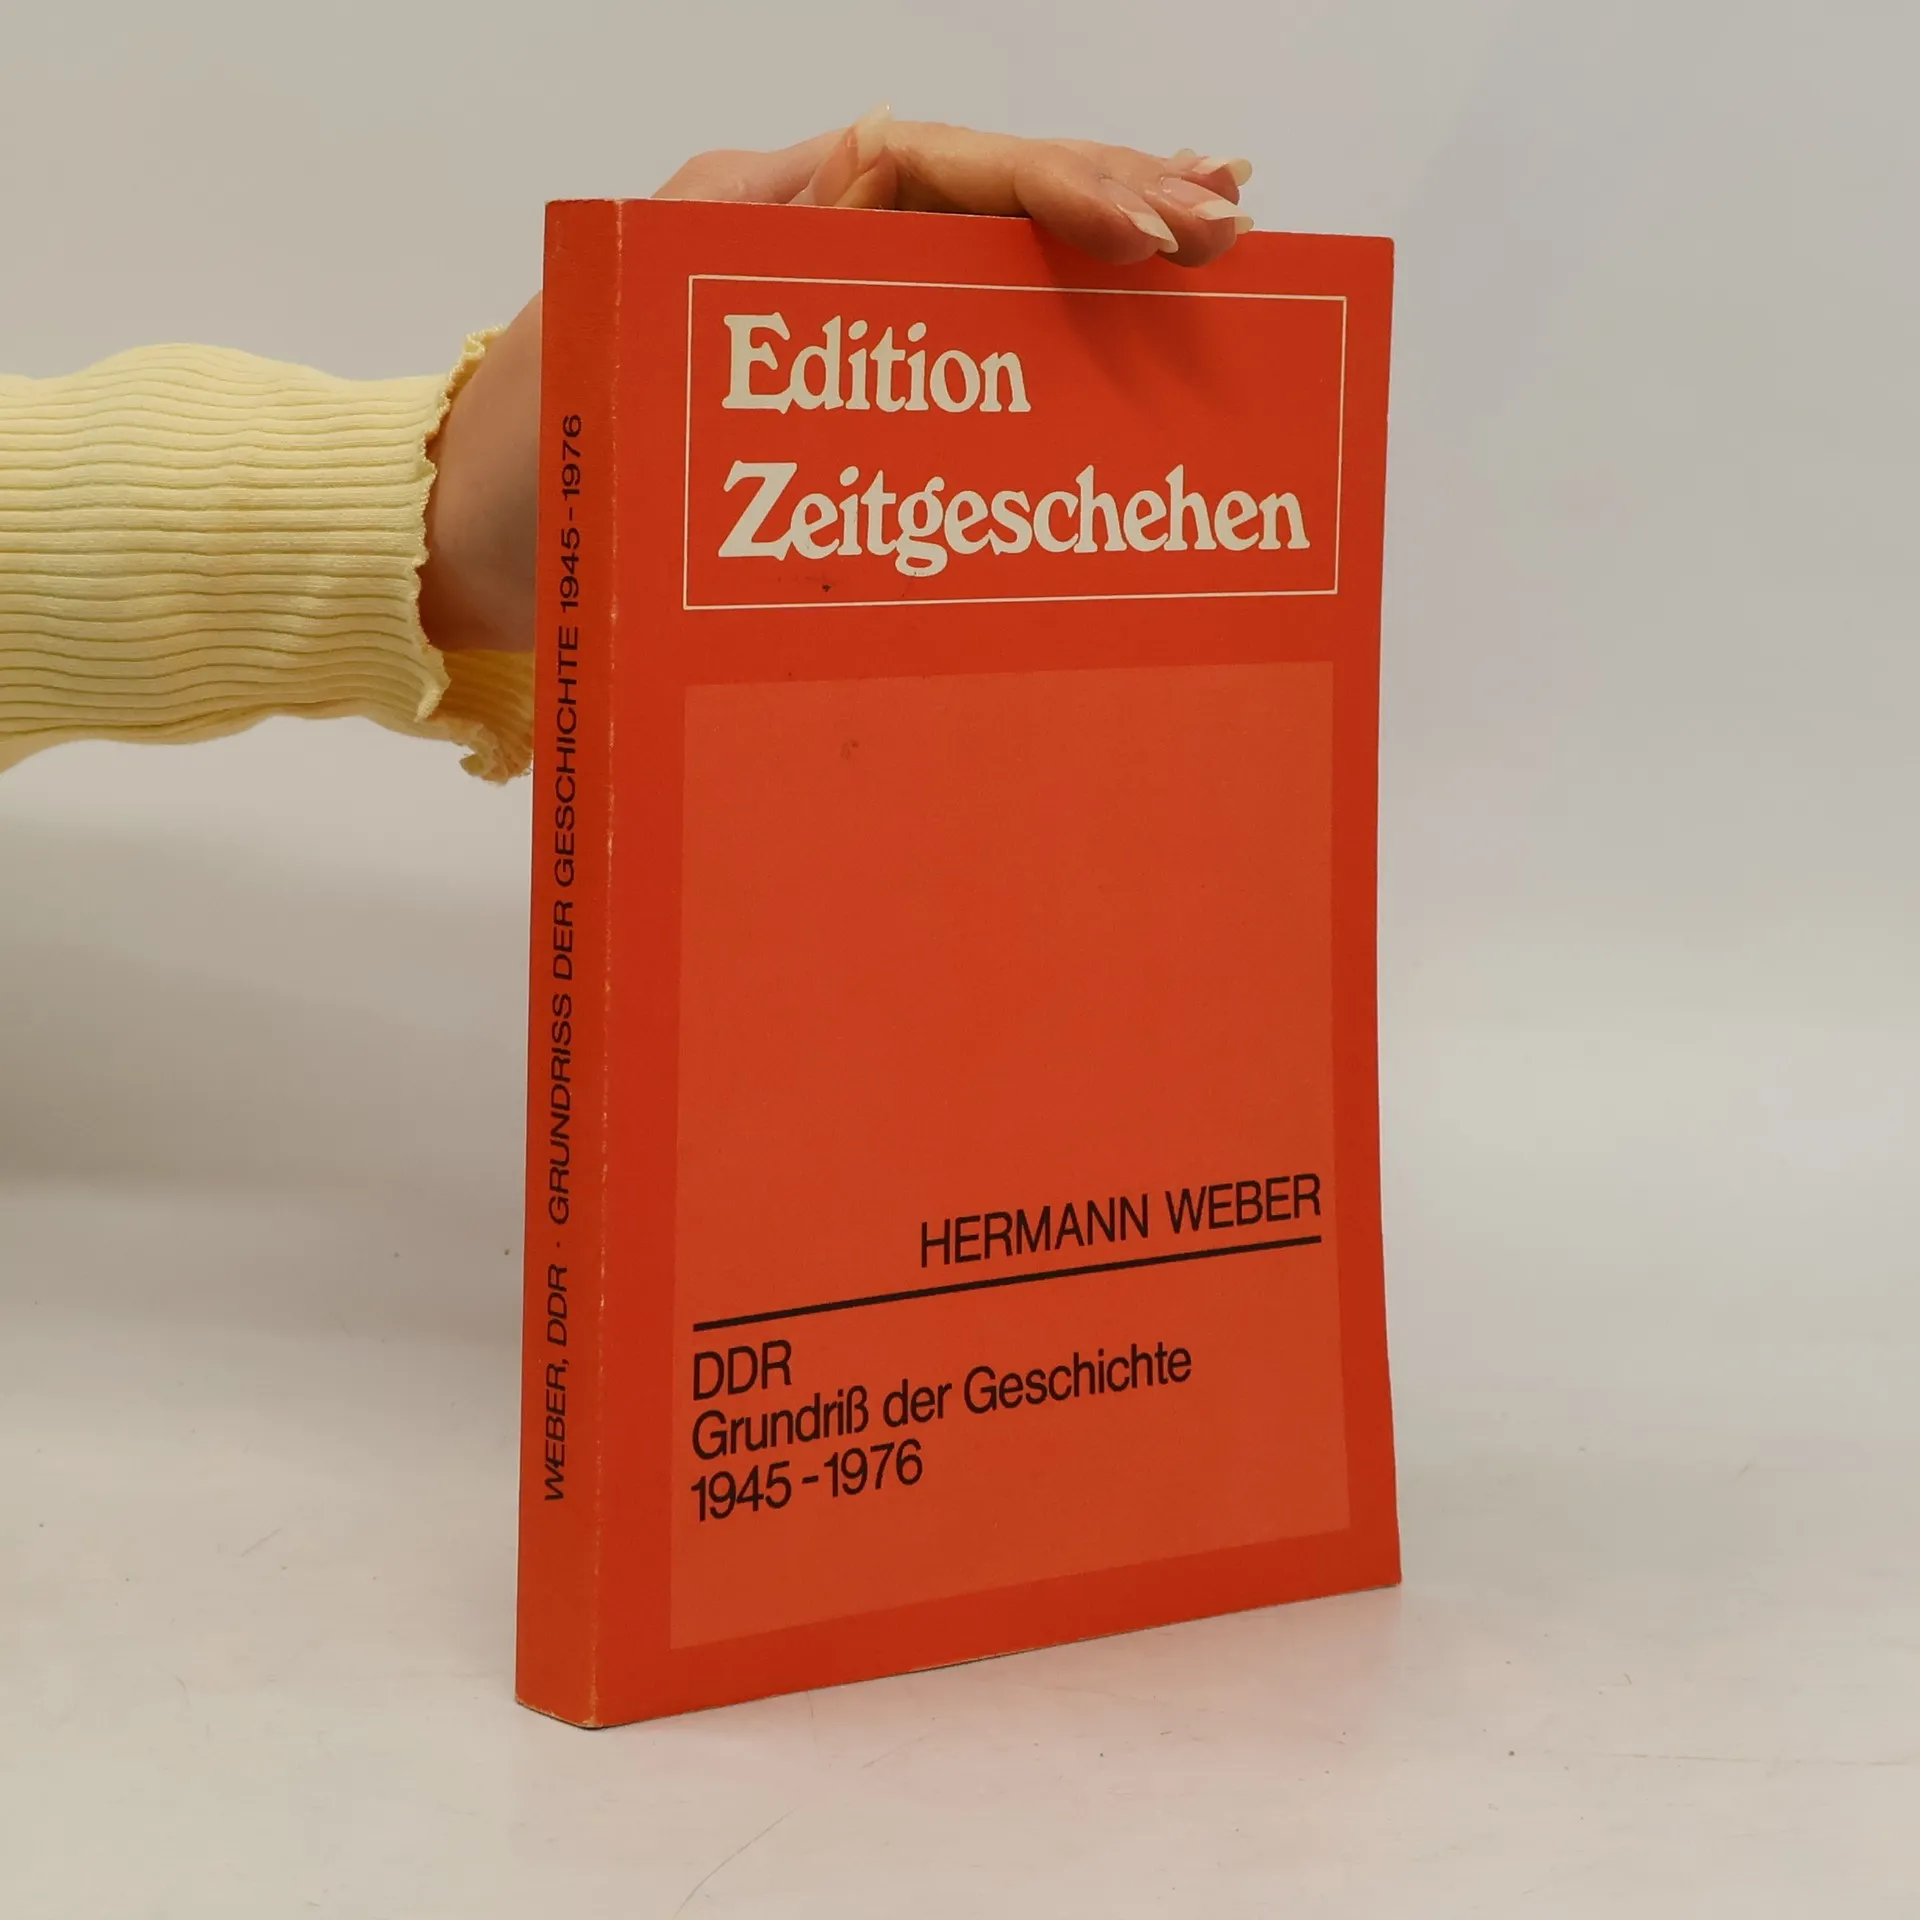 Edition
Zeitgeschehen
HERMANN WEBER
DDR
Grundriß der Geschichte
1945-1976
WEBER, DDR · GRUNDRISS DER GESCHICHTE 1945-1976